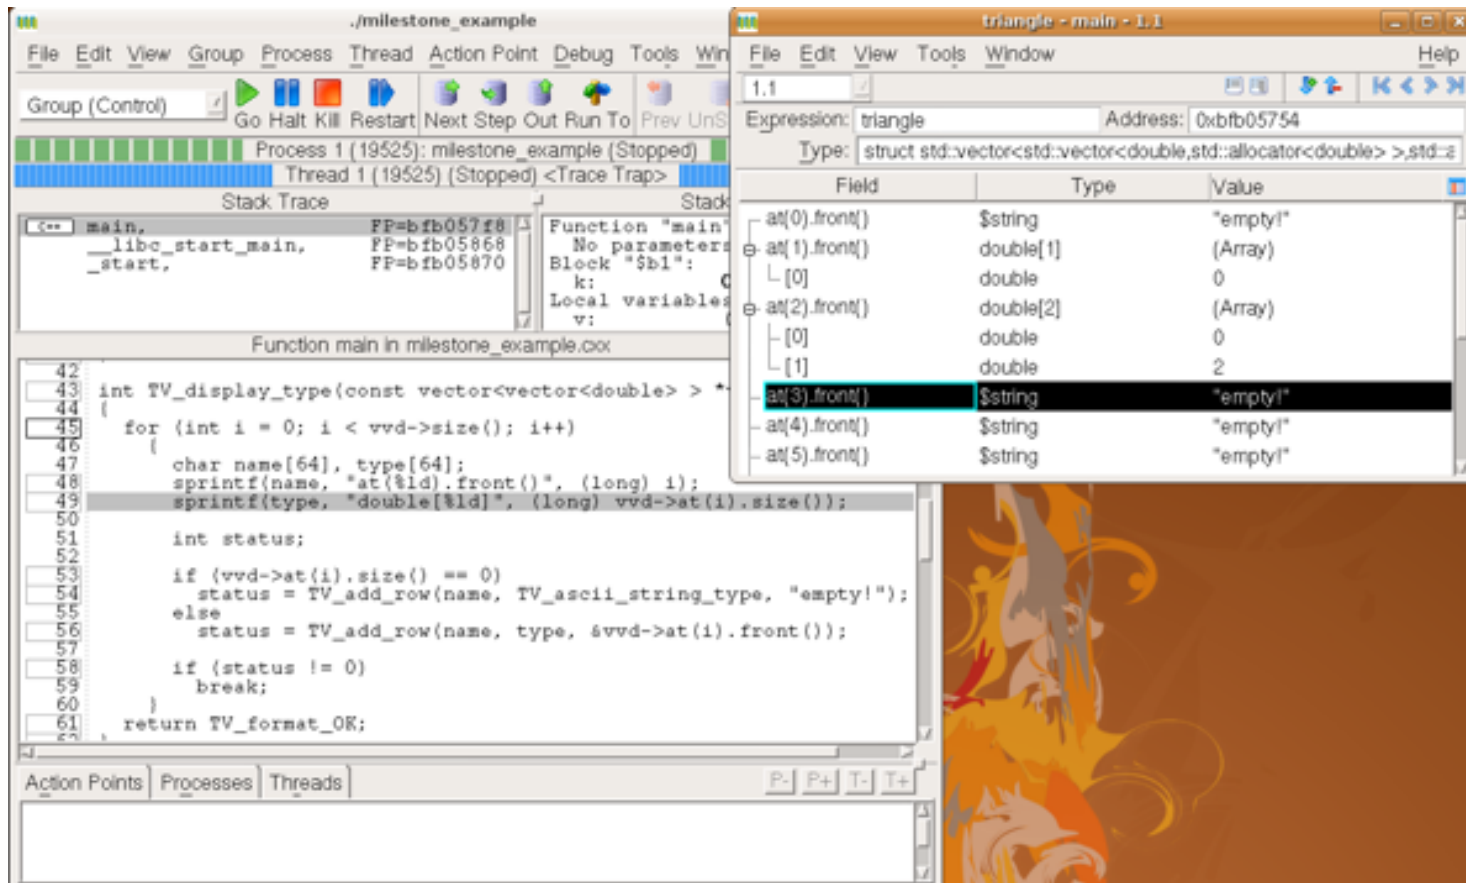 ./milestone_example
File Edit View Group Process Thread Action Point Debug Tools Win
Group (Control)
Go Halt Kill Restart Next Step Out Run To Prev UnS
Process 1 (19525): milestone_example (Stopped)
Thread 1 (19525) (Stopped) <Trace Trap>
Stack Trace
C++ main, FP=bfb057f8
__libc_start_main, FP=bfb05868
_start, FP=bfb05870
Stack
Function "main"
No parameters
Block "$b1":
k:
Local variables
v:
Function main in milestone_example.cxx
42
43 int TV_display_type(const vector<vector<double> > *
44 {
45 for (int i = 0; i < vvd->size(); i++)
46 {
47 char name[64], type[64];
48 sprintf(name, "at(%ld).front()", (long) i);
49 sprintf(type, "double[%ld]", (long) vvd->at(i).size());
50
51 int status;
52
53 if (vvd->at(i).size() == 0)
54 status = TV_add_row(name, TV_ascii_string_type, "empty!");
55 else
56 status = TV_add_row(name, type, &vvd->at(i).front());
57
58 if (status != 0)
59 break;
60 }
61 return TV_format_OK;
Action Points Processes Threads
P- P+ T- T+
triangle - main - 1.1
File Edit View Tools Window Help
1.1
Expression: triangle Address: 0xbfb05754
Type: struct std::vector<std::vector<double,std::allocator<double> >,std::a
Field Type Value
at(0).front() $string "empty!"
at(1).front() double[1] (Array)
[0] double 0
at(2).front() double[2] (Array)
[0] double 0
[1] double 2
at(3).front() $string "empty!"
at(4).front() $string "empty!"
at(5).front() $string "empty!"